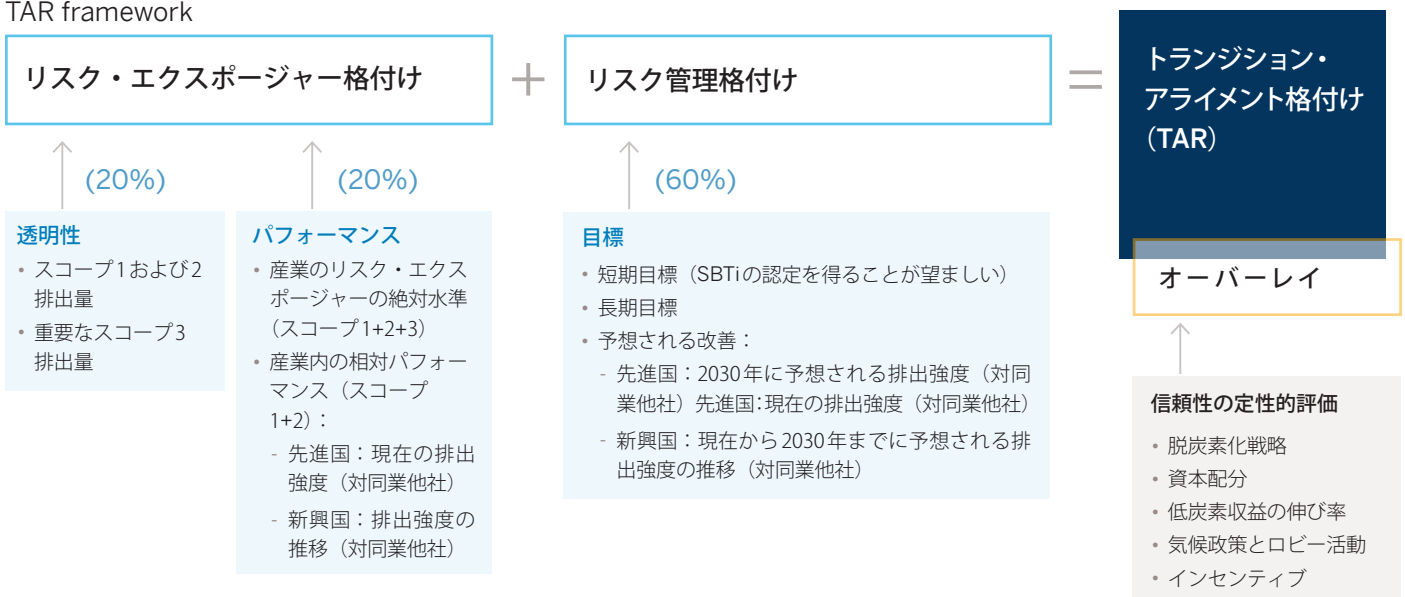 TAR framework
リスク・エクスポージャー格付け
+
リスク管理格付け
=
トランジション・
アライメント格付け
(TAR)
(20%)
透明性
• スコープ1および2
排出量
• 重要なスコープ3
排出量
(20%)
パフォーマンス
• 産業のリスク・エクス
ポージャーの絶対水準
（スコープ1+2+3）
• 産業内の相対パフォー
マンス（スコープ
1+2）：
- 先進国：現在の排出
強度（対同業他社）
- 新興国：排出強度の
推移（対同業他社）
(60%)
目標
• 短期目標（SBTiの認定を得ることが望ましい）
• 長期目標
• 予想される改善：
- 先進国：2030年に予想される排出強度（対同
業他社）先進国：現在の排出強度（対同業他社）
- 新興国：現在から2030年までに予想される排
出強度の推移（対同業他社）
オーバーレイ
信頼性の定性的評価
• 脱炭素化戦略
• 資本配分
• 低炭素収益の伸び率
• 気候政策とロビー活動
• インセンティブ